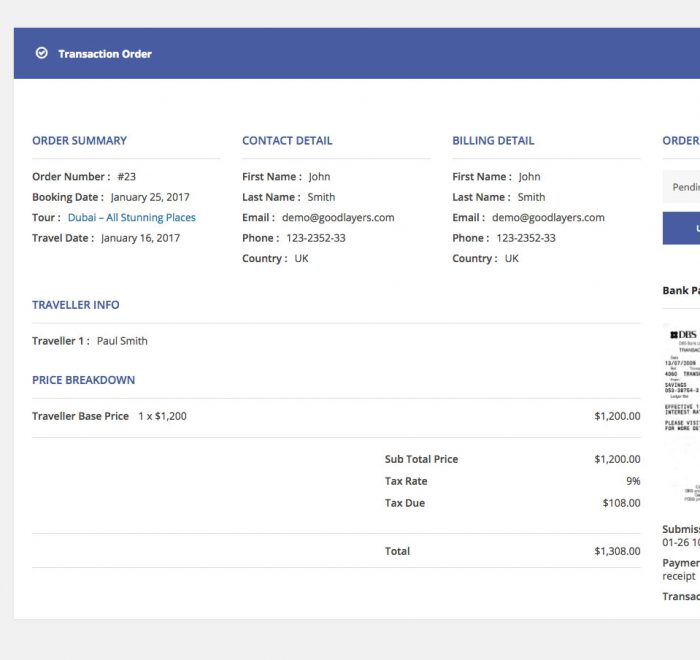 Transaction Order
ORDER SUMMARY
Order Number : #23
Booking Date : January 25, 2017
Tour : Dubai – All Stunning Places
Travel Date : January 16, 2017
CONTACT DETAIL
First Name : John
Last Name : Smith
Email : demo@goodlayers.com
Phone : 123-2352-33
Country : UK
BILLING DETAIL
First Name : John
Last Name : Smith
Email : demo@goodlayers.com
Phone : 123-2352-33
Country : UK
TRAVELLER INFO
Traveller 1 : Paul Smith
PRICE BREAKDOWN
Traveller Base Price 1 x $1,200 $1,200.00
Sub Total Price $1,200.00
Tax Rate 9%
Tax Due $108.00
Total $1,308.00
ORDER
Pendin
Bank Pa
DBS
13/07/2009
4060 TRANS
SAVINGS
EFFECTIVE 1
INTEREST RA
PLEASE VISIT
FOR MORE DE
Submiss
01-26 10
Paymen
receipt
Transac